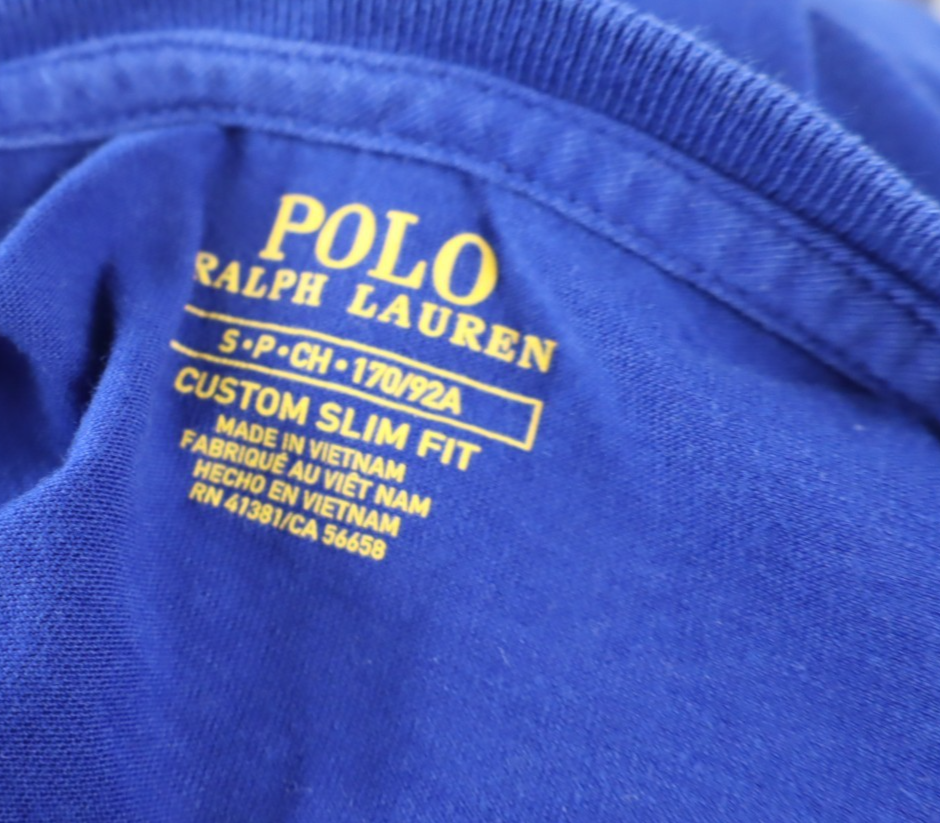 POLO
RALPH LAUREN
S•P•CH•170/92A
CUSTOM SLIM FIT
MADE IN VIETNAM
FABRIQUÉ AU VIÊT NAM
HECHO EN VIETNAM
RN 41381/CA 56658